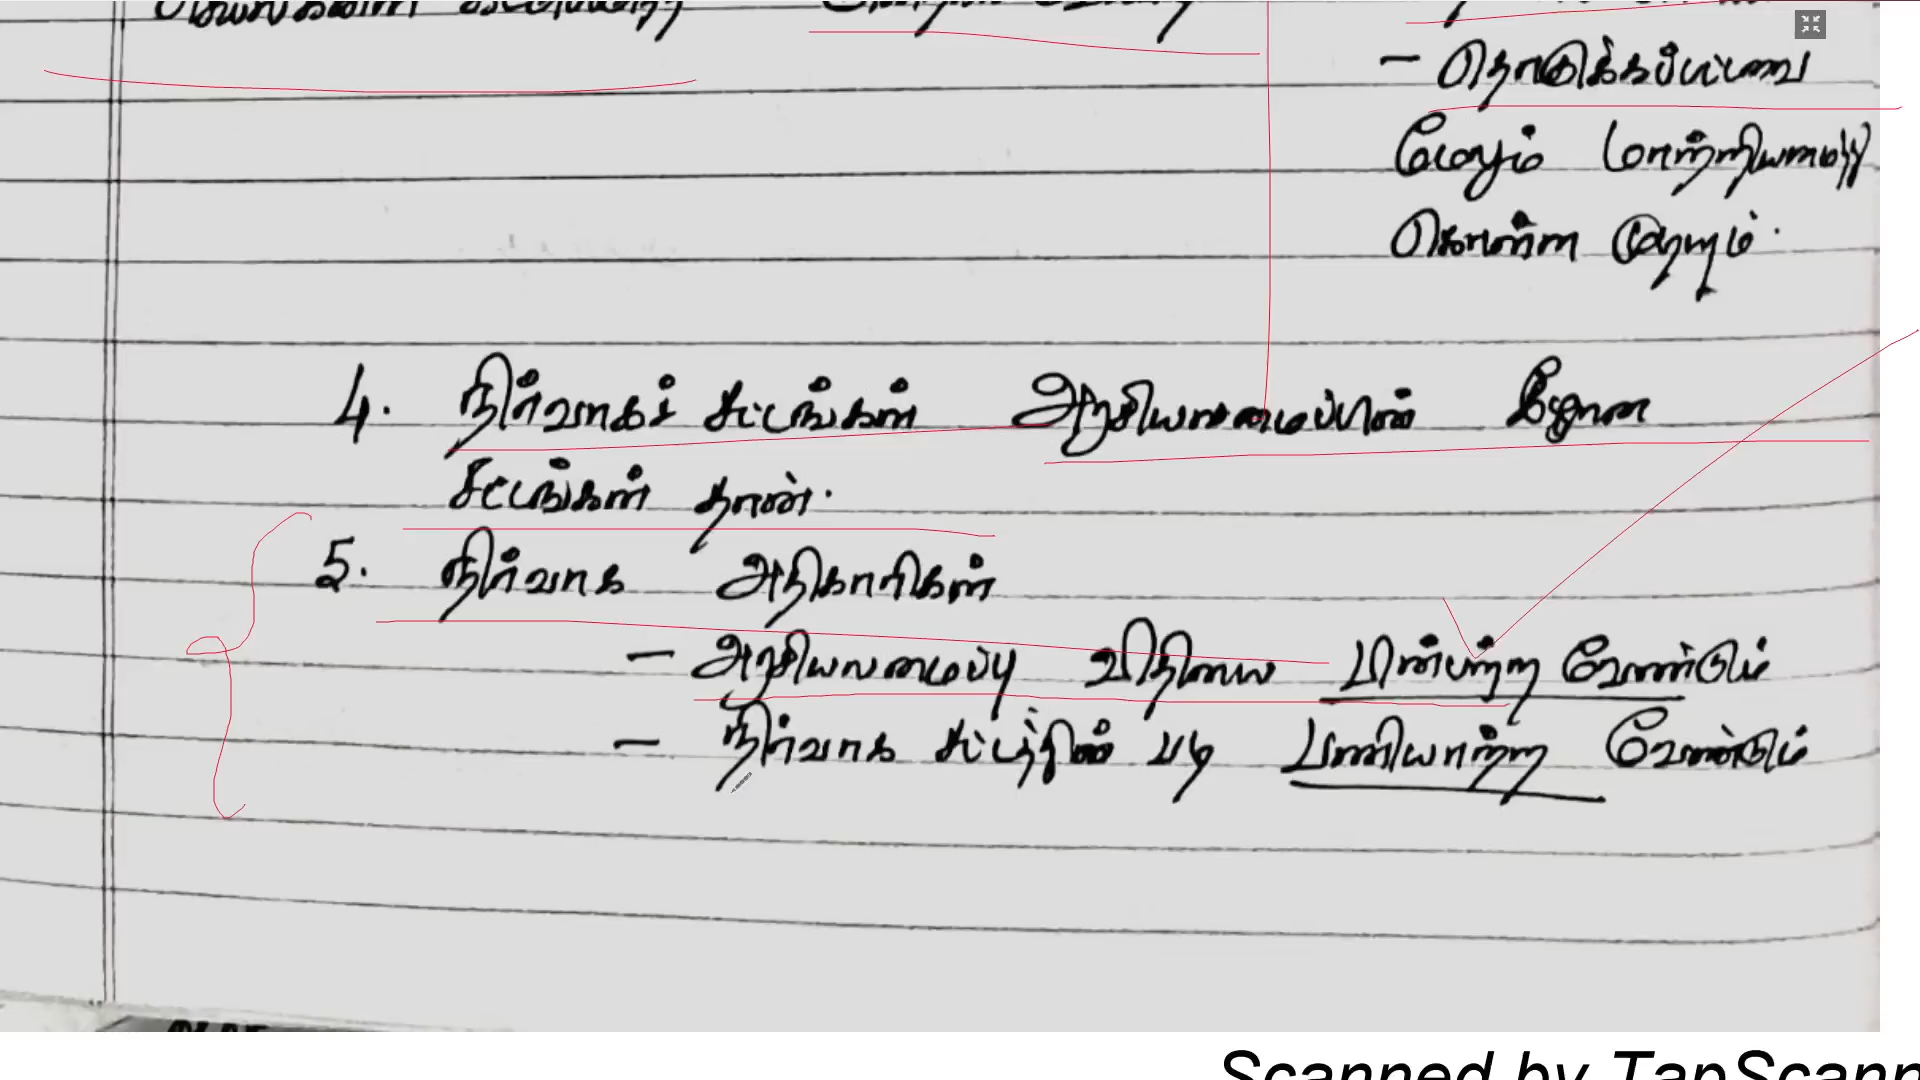 - தொகுக்கப்பட்டவை
மேலும் மாற்றியமைத்து
கொள்ள முடியும்.
4. நிர்வாகச் சட்டங்கள் அரசியலமைப்பின் கீழான
சட்டங்கள் தான்.
5. நிர்வாக அதிகாரிகள்
- அரசியலமைப்பு விதியை பின்பற்ற வேண்டும்
- நிர்வாக சட்டத்தின் படி பணியாற்ற வேண்டும்
Scanned by TapScann